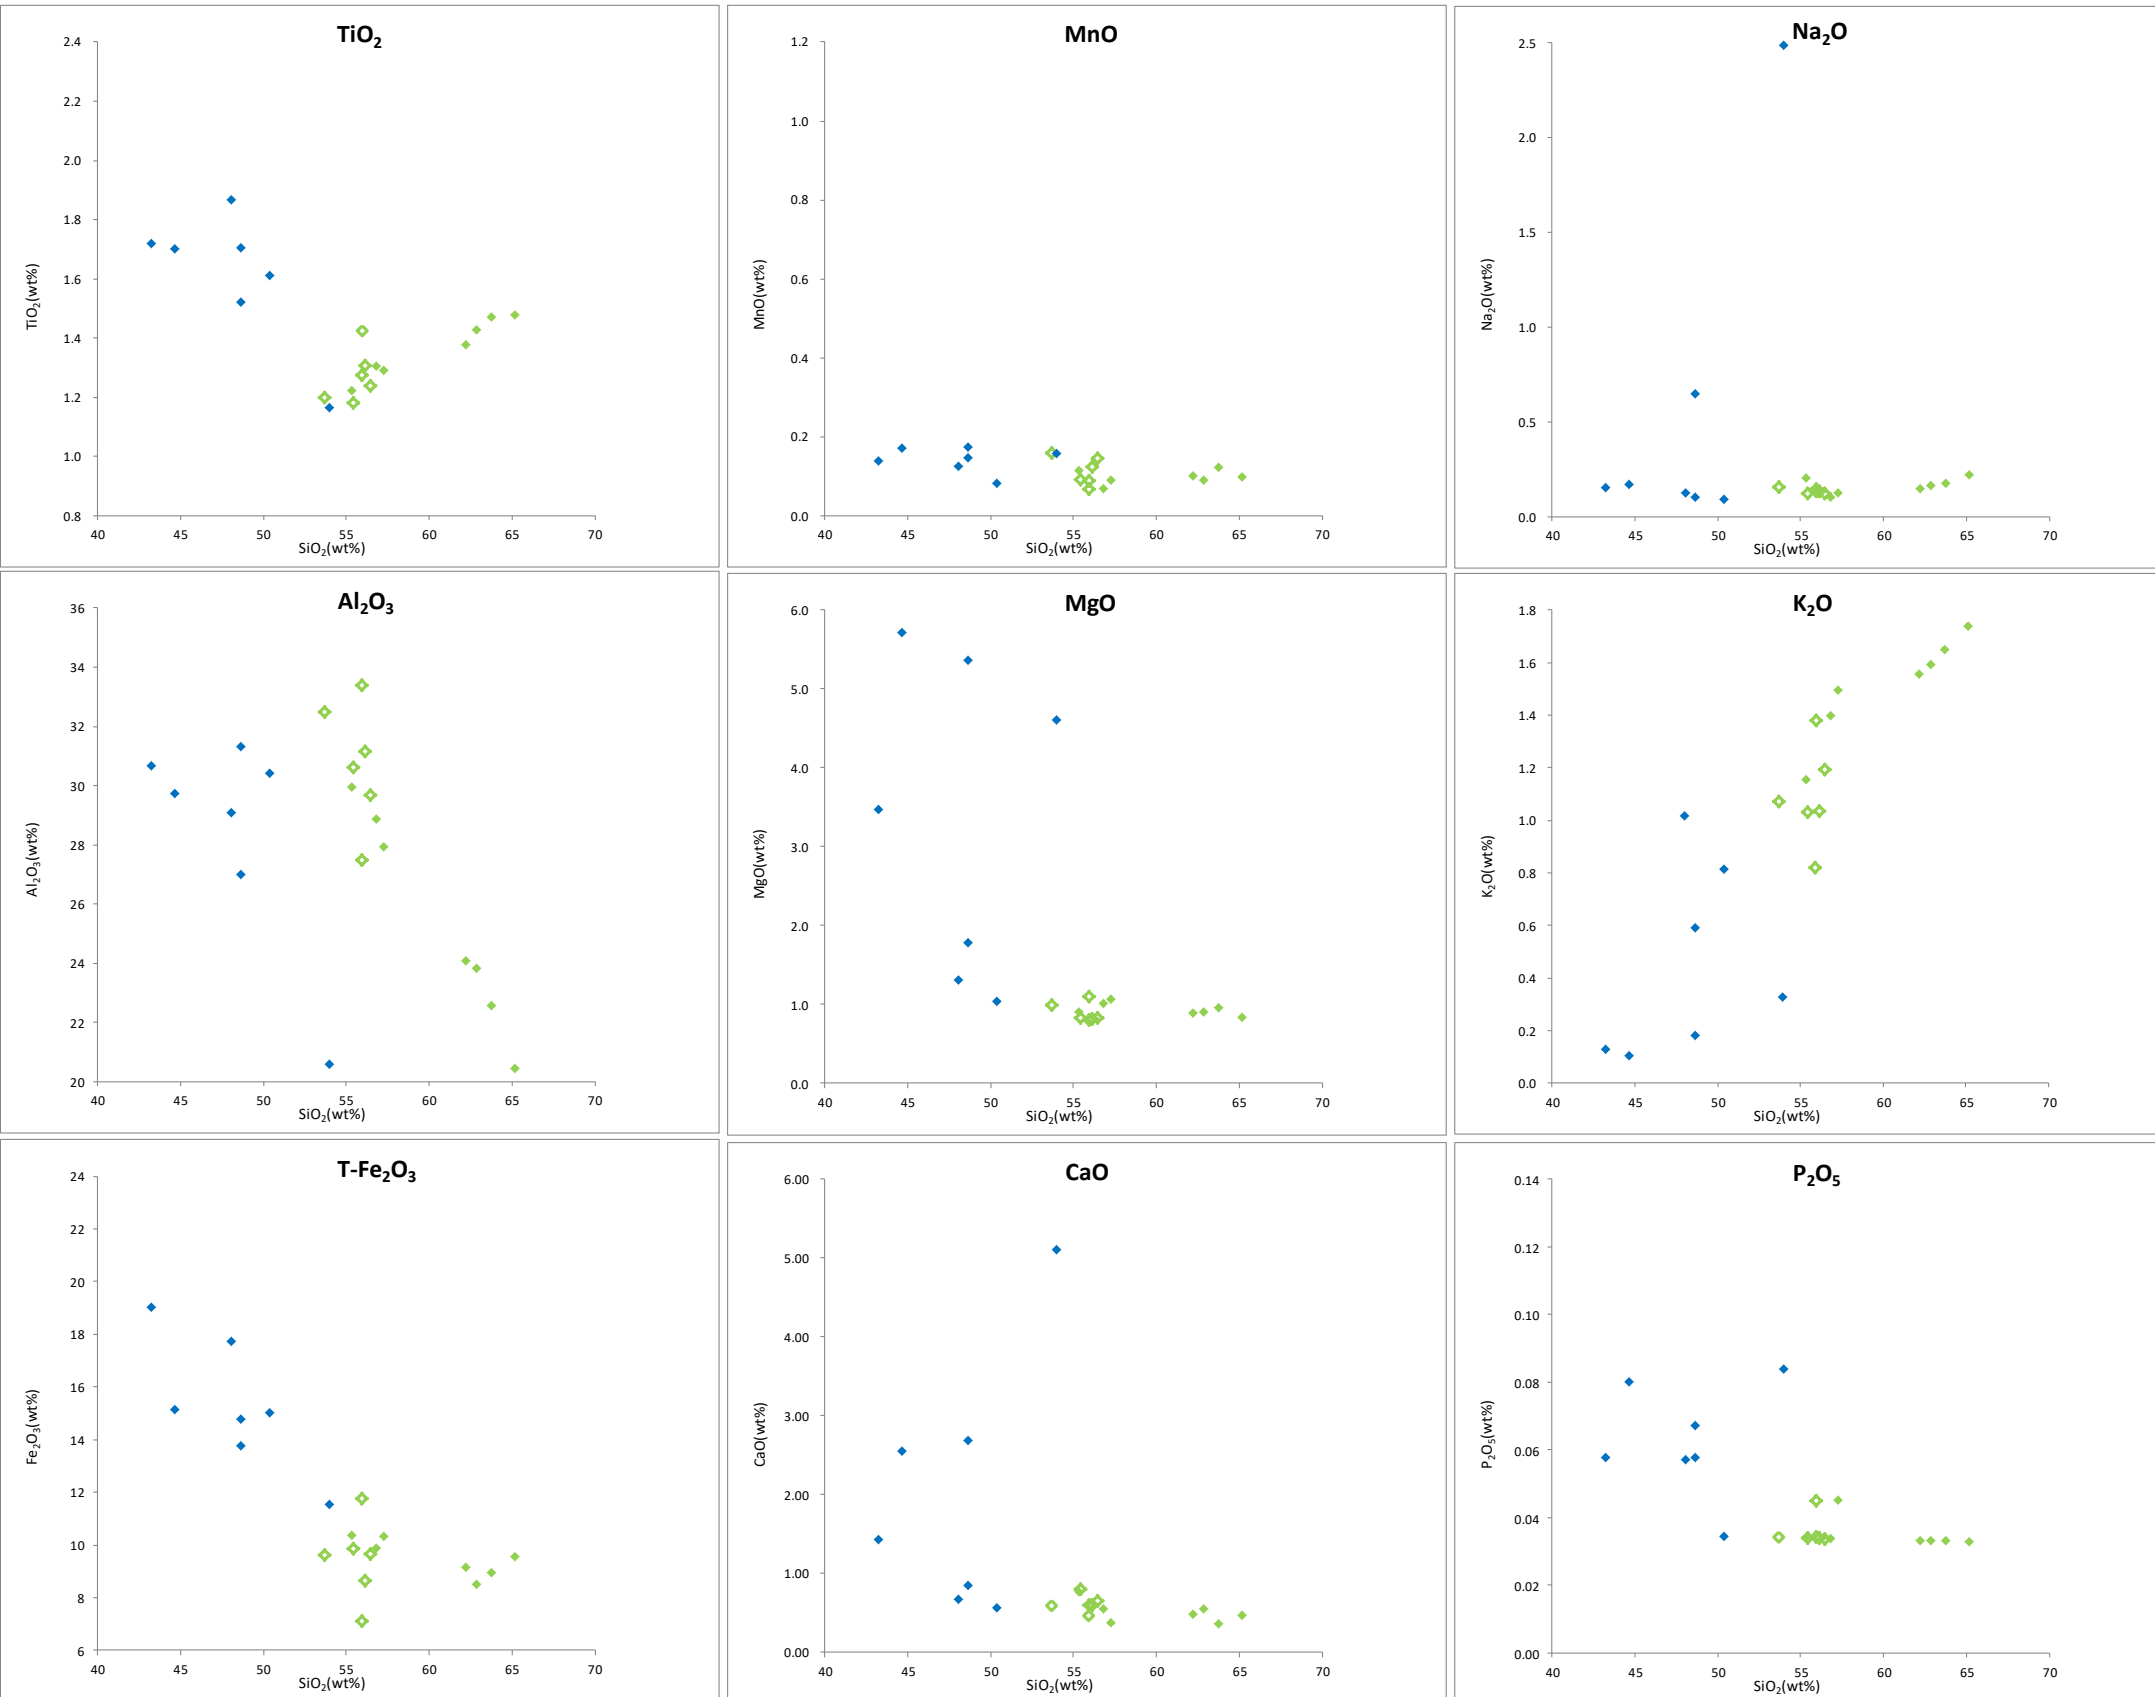 TiO₂
2.4
2.2
2.0
1.8
1.6
1.4
1.2
1.0
0.8
TiO₂(wt%)
40 45 50 55 60 65 70
SiO₂(wt%)
MnO
1.2
1.0
0.8
0.6
0.4
0.2
0.0
MnO(wt%)
40 45 50 55 60 65 70
SiO₂(wt%)
Na₂O
2.5
2.0
1.5
1.0
0.5
0.0
Na₂O(wt%)
40 45 50 55 60 65 70
SiO₂(wt%)
Al₂O₃
36
34
32
30
28
26
24
22
20
Al₂O₃(wt%)
40 45 50 55 60 65 70
SiO₂(wt%)
MgO
6.0
5.0
4.0
3.0
2.0
1.0
0.0
MgO(wt%)
40 45 50 55 60 65 70
SiO₂(wt%)
K₂O
1.8
1.6
1.4
1.2
1.0
0.8
0.6
0.4
0.2
0.0
K₂O(wt%)
40 45 50 55 60 65 70
SiO₂(wt%)
T-Fe₂O₃
24
22
20
18
16
14
12
10
8
6
Fe₂O₃(wt%)
40 45 50 55 60 65 70
SiO₂(wt%)
CaO
6.00
5.00
4.00
3.00
2.00
1.00
0.00
CaO(wt%)
40 45 50 55 60 65 70
SiO₂(wt%)
P₂O₅
0.14
0.12
0.10
0.08
0.06
0.04
0.02
0.00
P₂O₅(wt%)
40 45 50 55 60 65 70
SiO₂(wt%)